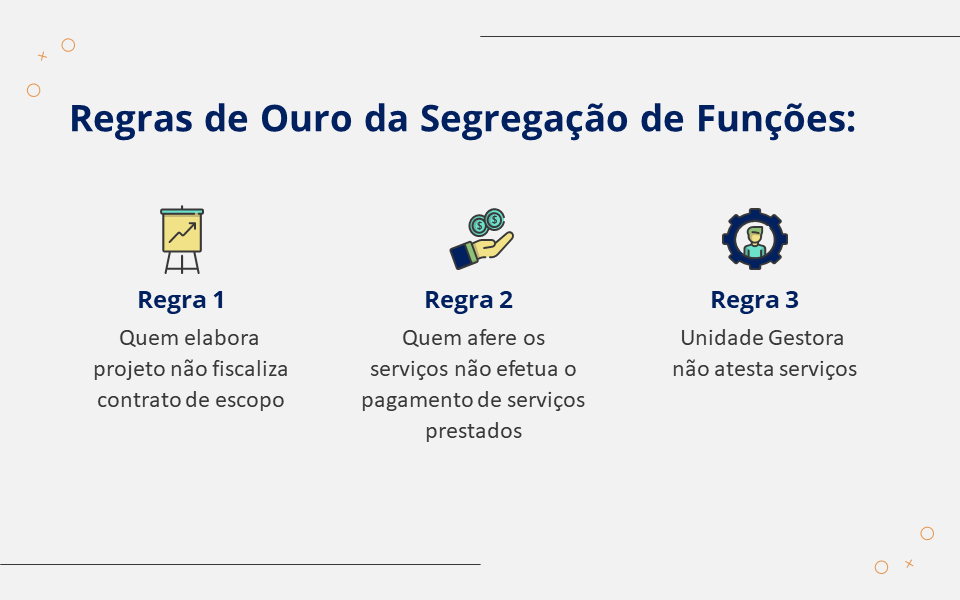 Regras de Ouro da Segregação de Funções:
Regra 1
Quem elabora
projeto não fiscaliza
contrato de escopo
Regra 2
Quem afere os
serviços não efetua o
pagamento de serviços
prestados
Regra 3
Unidade Gestora
não atesta serviços